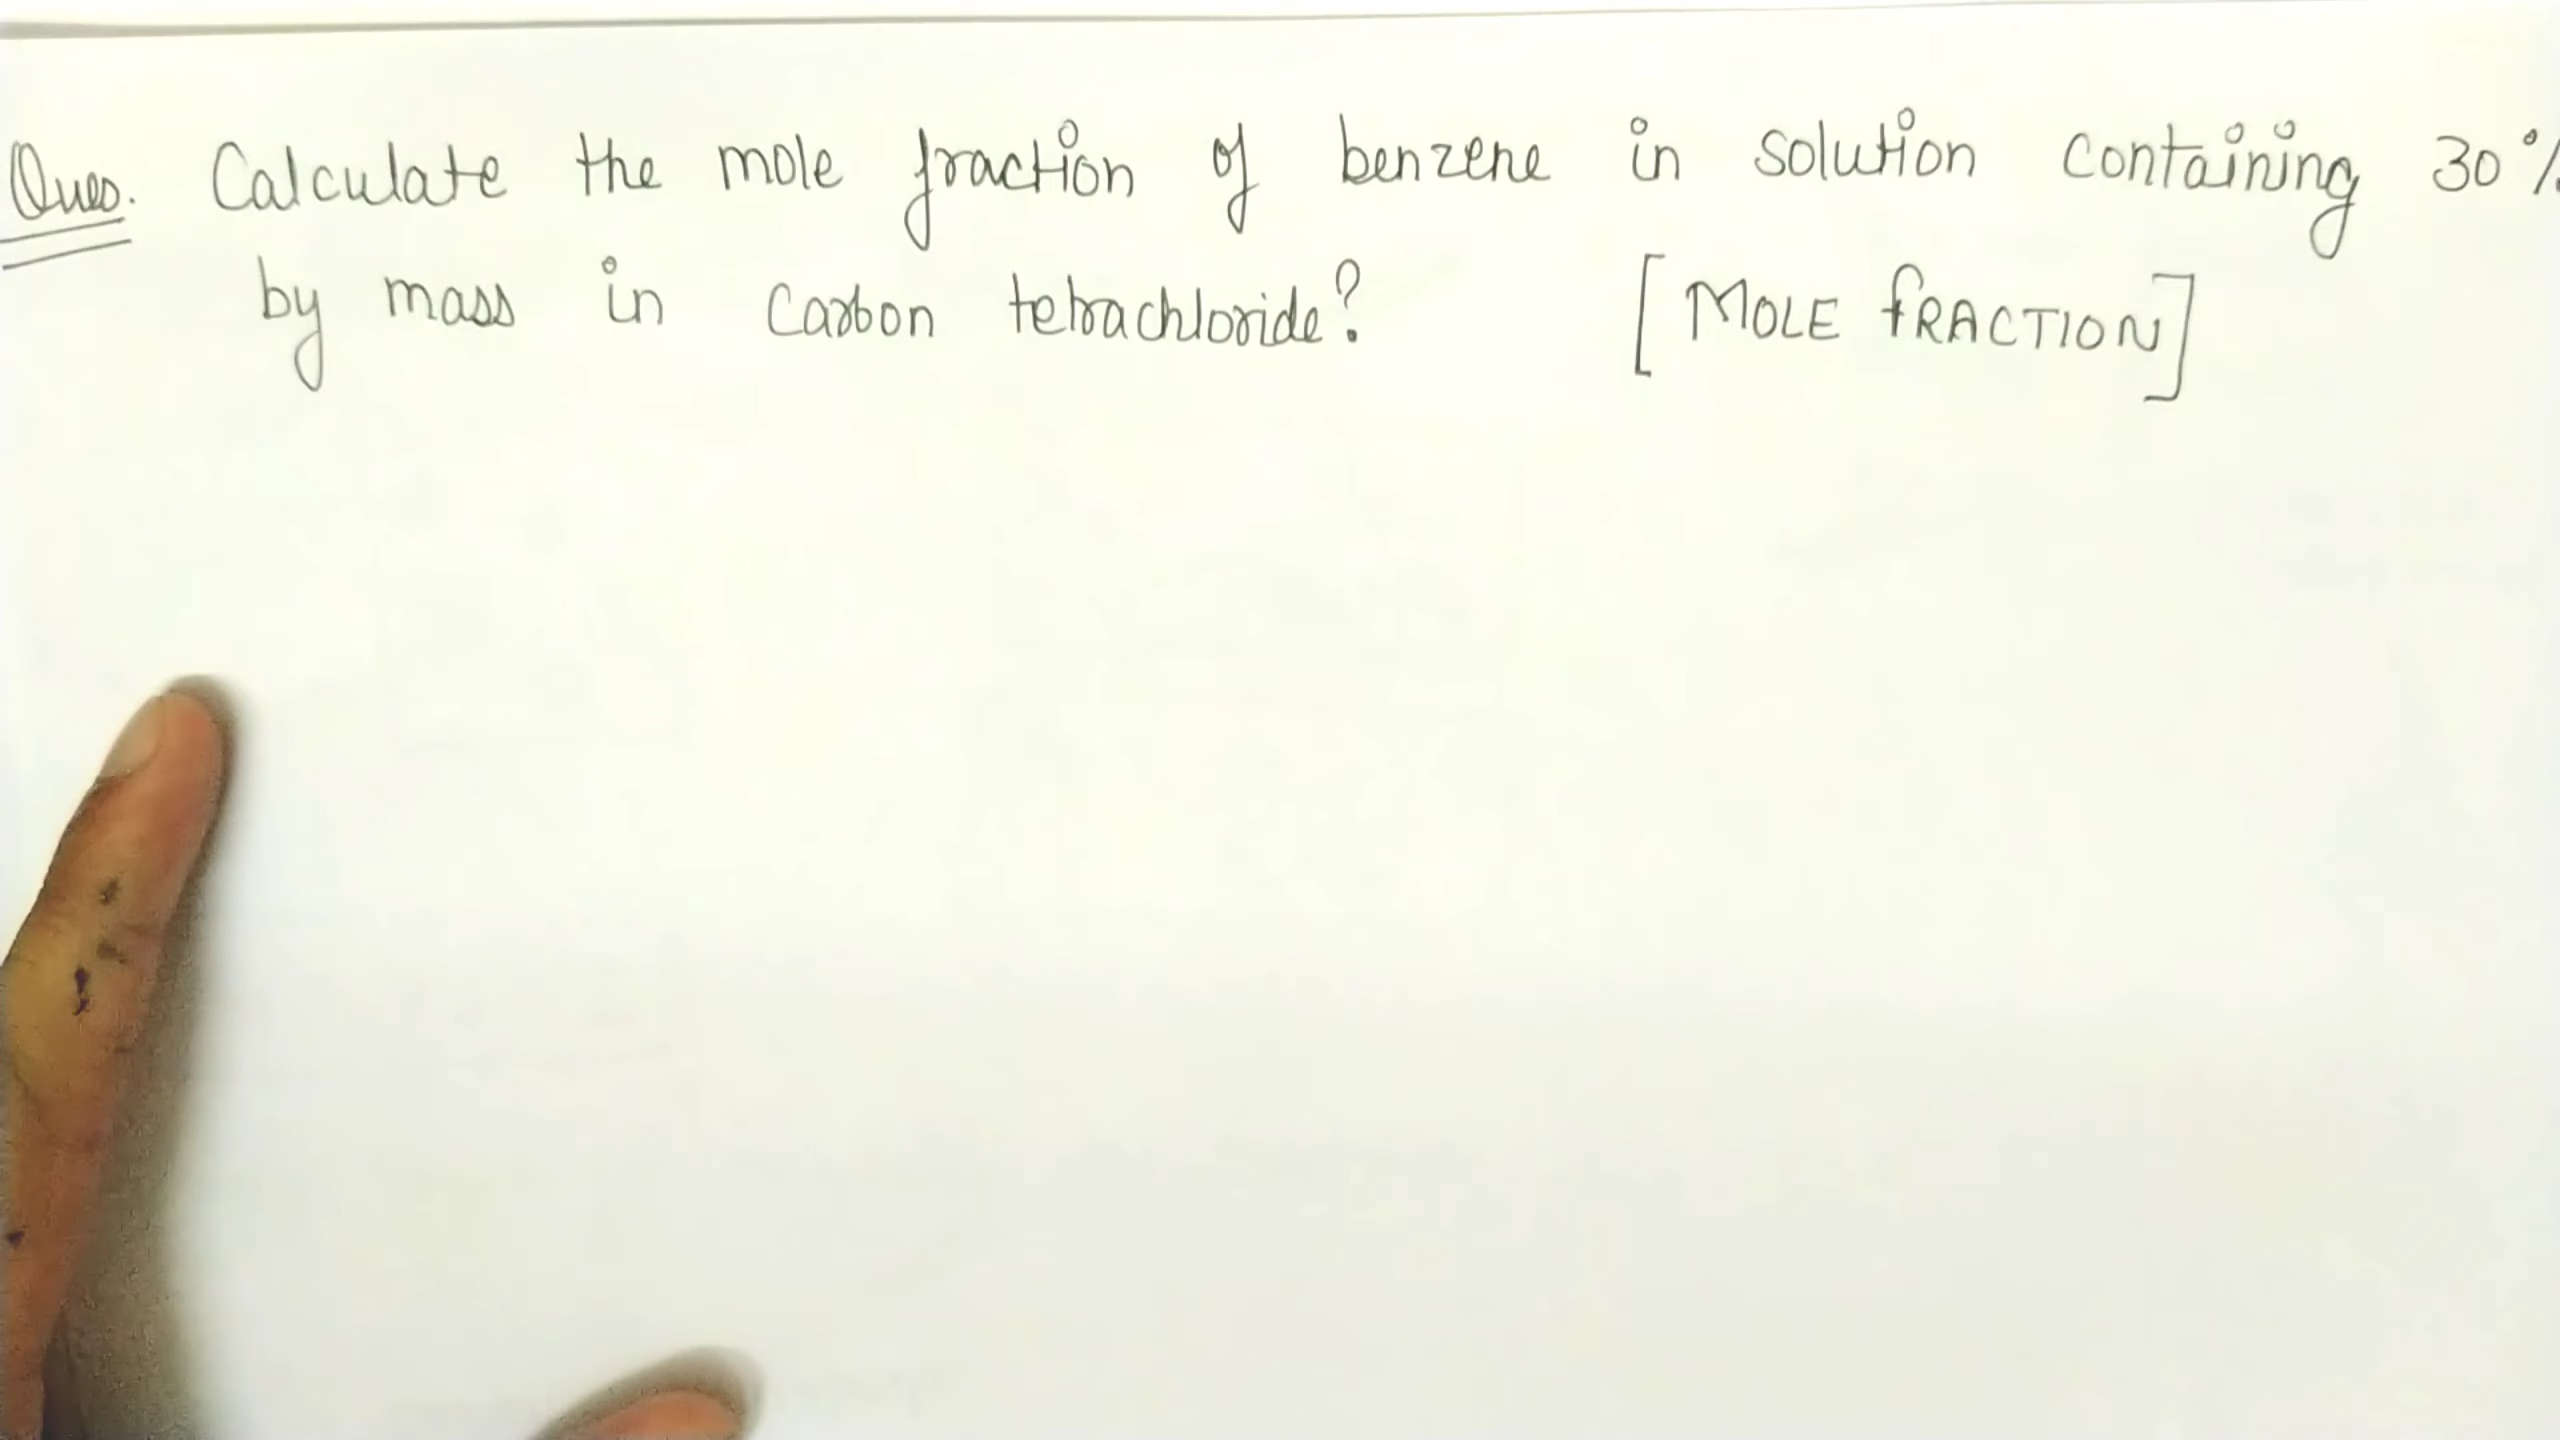 Ques. Calculate the mole fraction of benzene in solution containing 30%
by mass in Carbon tetrachloride? [MOLE FRACTION]